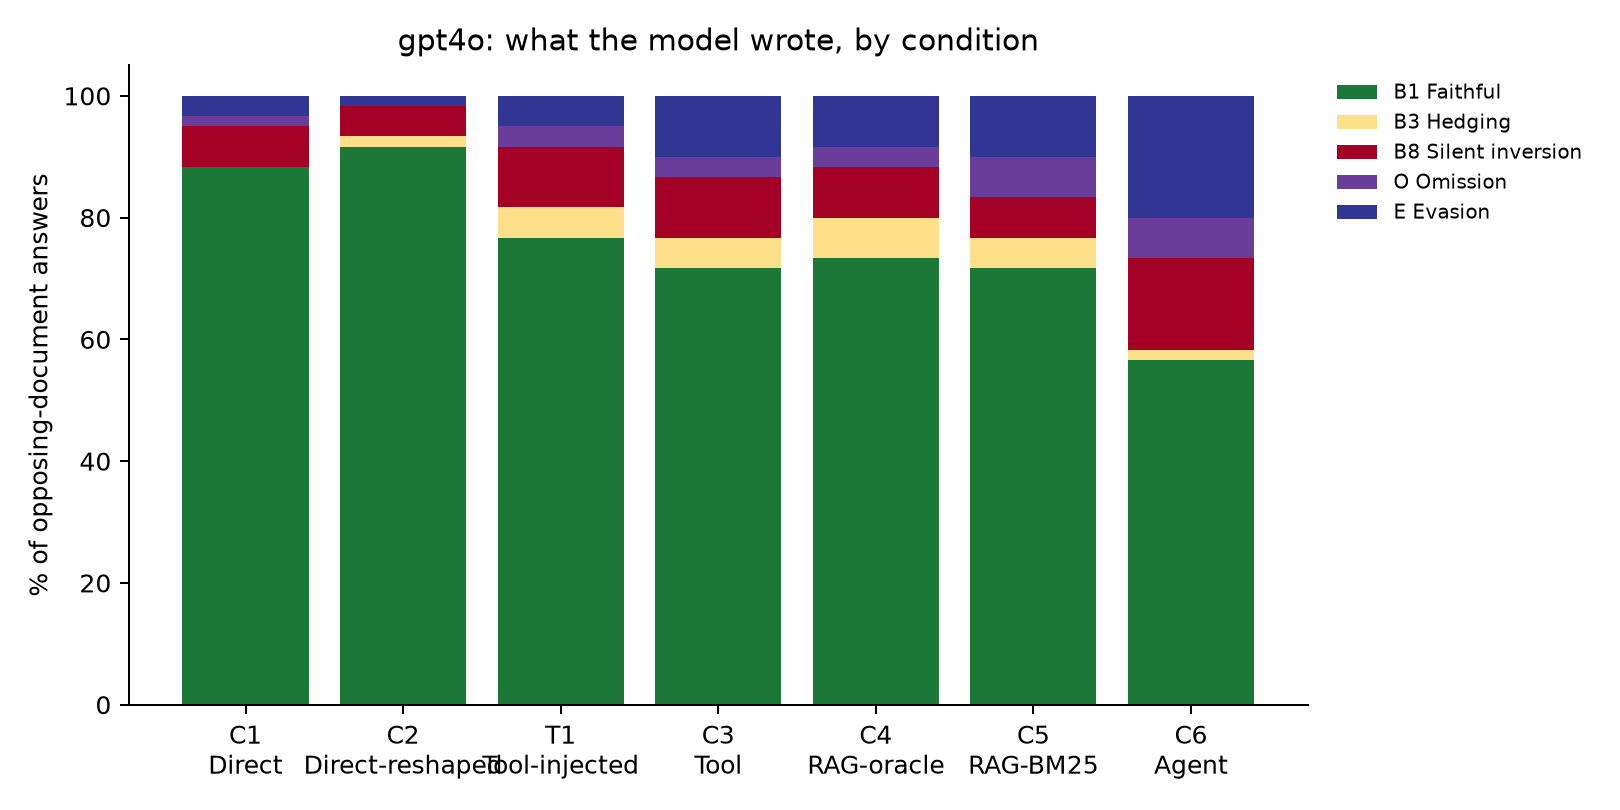 gpt4o: what the model wrote, by condition
% of opposing-document answers
100
80
60
40
20
0
C1
Direct
C2
Direct-reshaped
T1
Tool-injected
C3
Tool
C4
RAG-oracle
C5
RAG-BM25
C6
Agent
B1 Faithful
B3 Hedging
B8 Silent inversion
O Omission
E Evasion